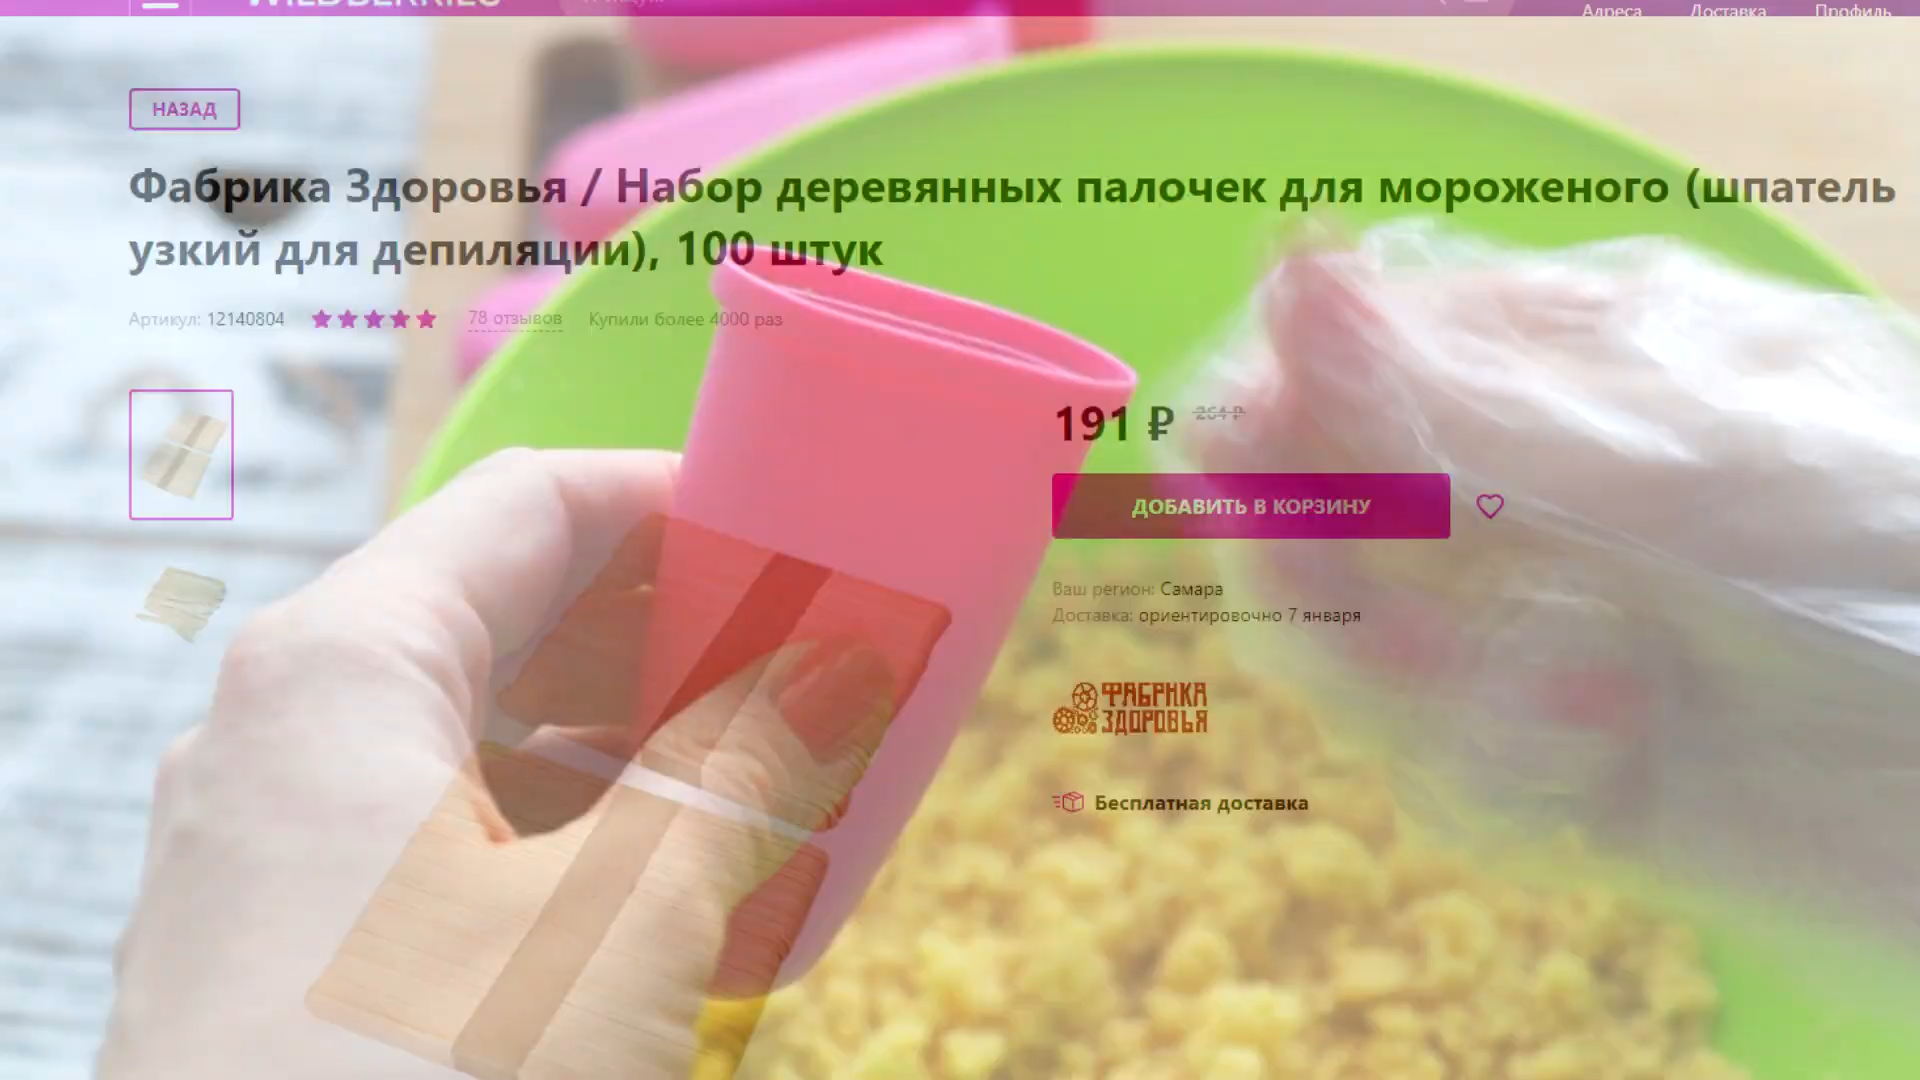 WILDBERRIES
Адреса
Доставка
Профиль
НАЗАД
Фабрика Здоровья / Набор деревянных палочек для мороженого (шпатель
узкий для депиляции), 100 штук
Артикул: 12140804
78 отзывов
Купили более 4000 раз
191 ₽
264 ₽
ДОБАВИТЬ В КОРЗИНУ
Ваш регион: Самара
Доставка: ориентировочно 7 января
ФАБРИКА
ЗДОРОВЬЯ
Бесплатная доставка